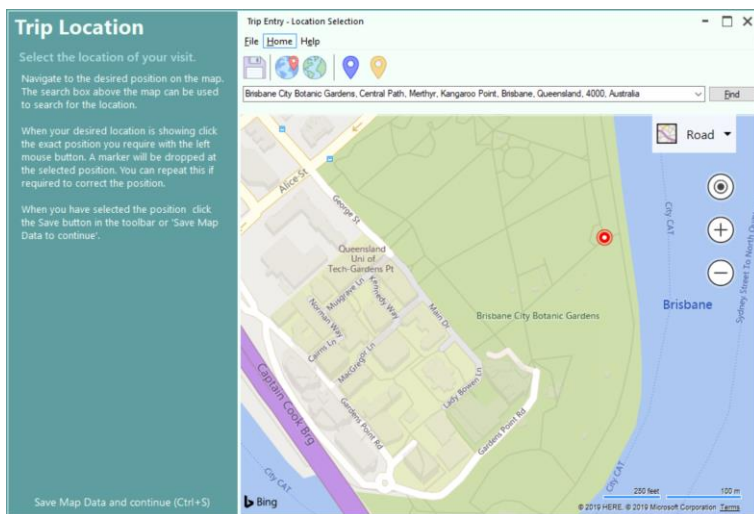 Trip Location
Select the location of your visit.
Navigate to the desired position on the map.
The search box above the map can be used
to search for the location.
When your desired location is showing click
the exact position you require with the left
mouse button. A marker will be dropped at
the selected position. You can repeat this if
required to correct the position.
When you have selected the position click
the Save button in the toolbar or 'Save Map
Data to continue'.
Save Map Data and continue (Ctrl+S)
Trip Entry - Location Selection
File Home Help
Brisbane City Botanic Gardens, Central Path, Merthyr, Kangaroo Point, Brisbane, Queensland, 4000, Australia
Find
Road
Alice St
George St
City CAT
Queensland
Uni of
Tech-Gardens Pt
Musgrave Ln
Kennedy Way
Norman Way
Main Dr
Brisbane
Sydney Street To North Quay
Brisbane City Botanic Gardens
Cairns Ln
MacGregor Ln
Lady Bowen Ln
Captain Cook Brg
Gardens Point Rd
Gardens Point Rd
City CAT
City CAT
Bing
250 feet
100 m
© 2019 HERE, © 2019 Microsoft Corporation Terms